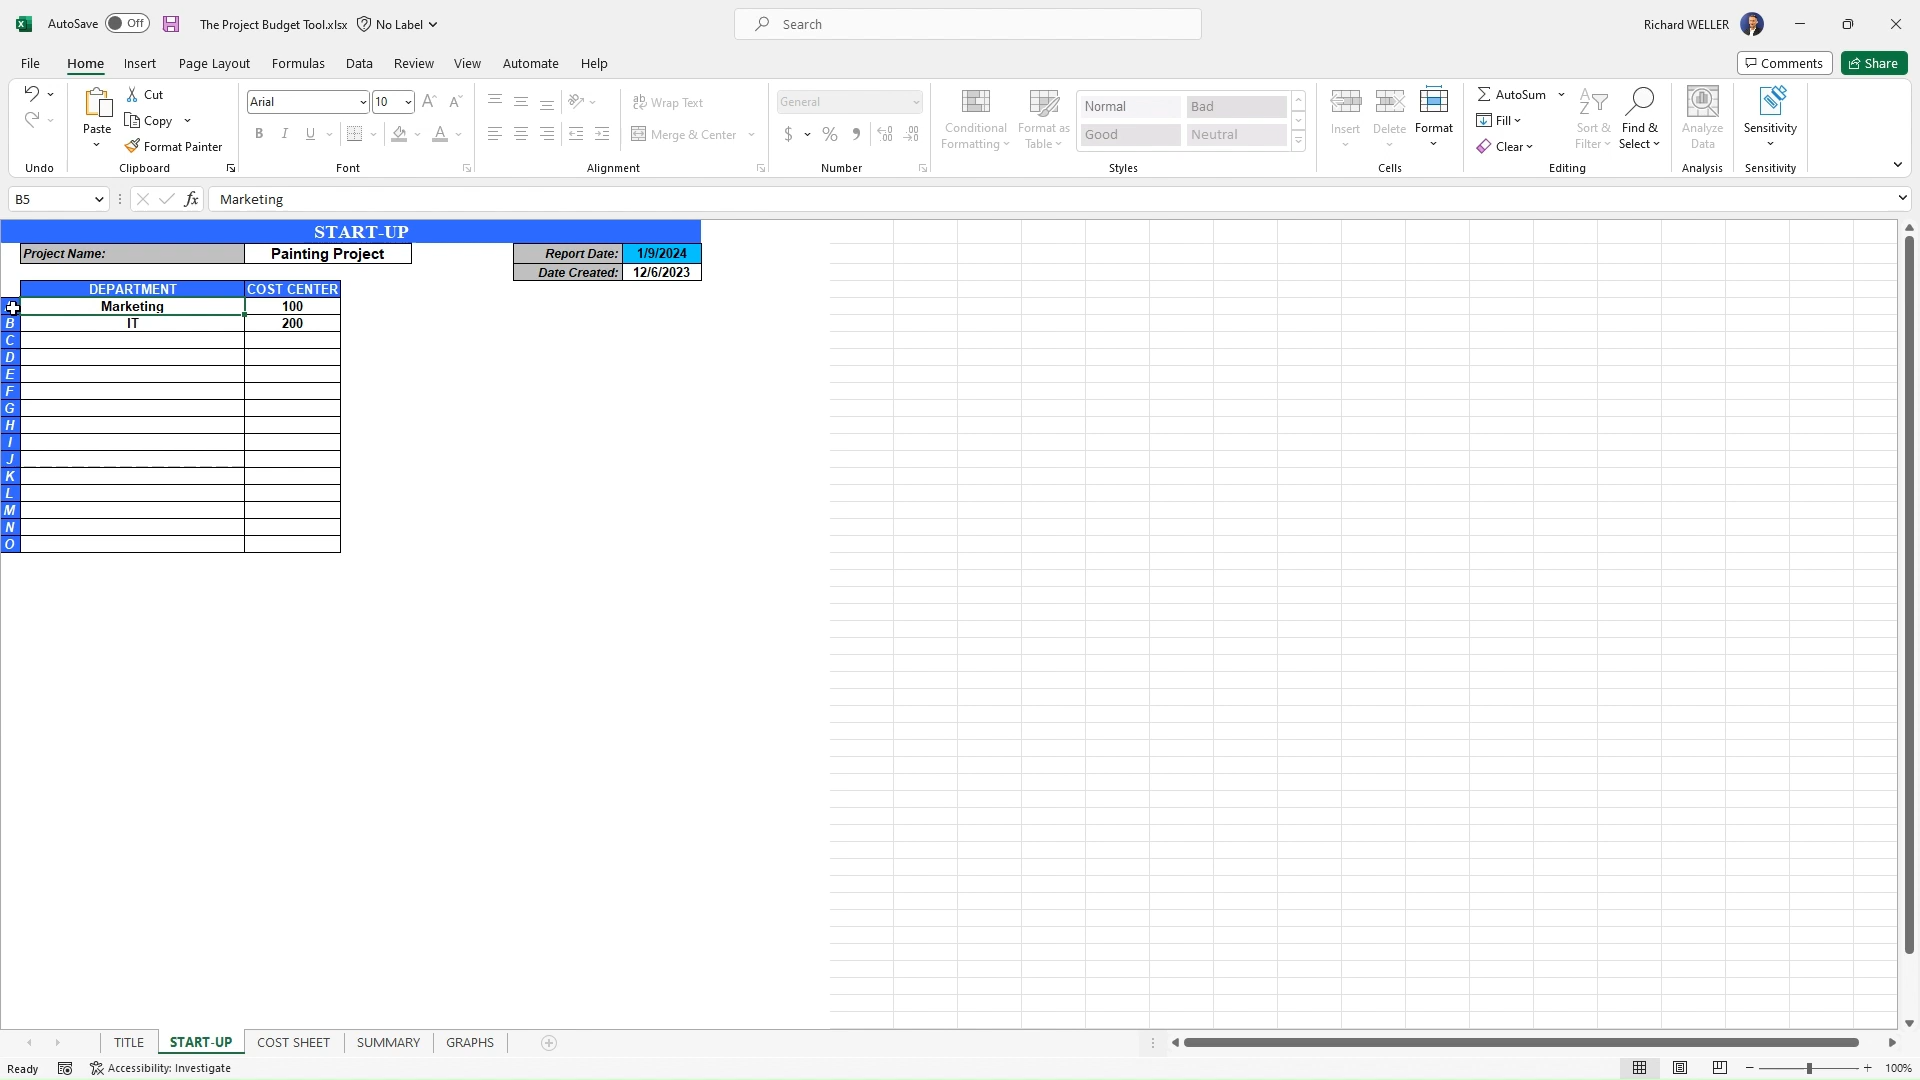 AutoSave Off The Project Budget Tool.xlsx No Label Search Richard WELLER
File Home Insert Page Layout Formulas Data Review View Automate Help Comments Share
Paste Cut Copy Format Painter
Arial 10 B I U
ab Wrap Text Merge & Center
General $ % 9 
Conditional Formatting Format as Table Normal Bad Good Neutral
Insert Delete Format
AutoSum Fill Clear Sort & Filter Find & Select
Analyze Data Sensitivity
Undo Clipboard Font Alignment Number Styles Cells Editing Analysis Sensitivity
B5 fx Marketing
START-UP
Project Name: Painting Project Report Date: 1/9/2024
Date Created: 12/6/2023
DEPARTMENT COST CENTER
Marketing 100
B IT 200
C
D
E
F
G
H
I
J
K
L
M
N
O
TITLE START-UP COST SHEET SUMMARY GRAPHS
Ready Accessibility: Investigate 100%